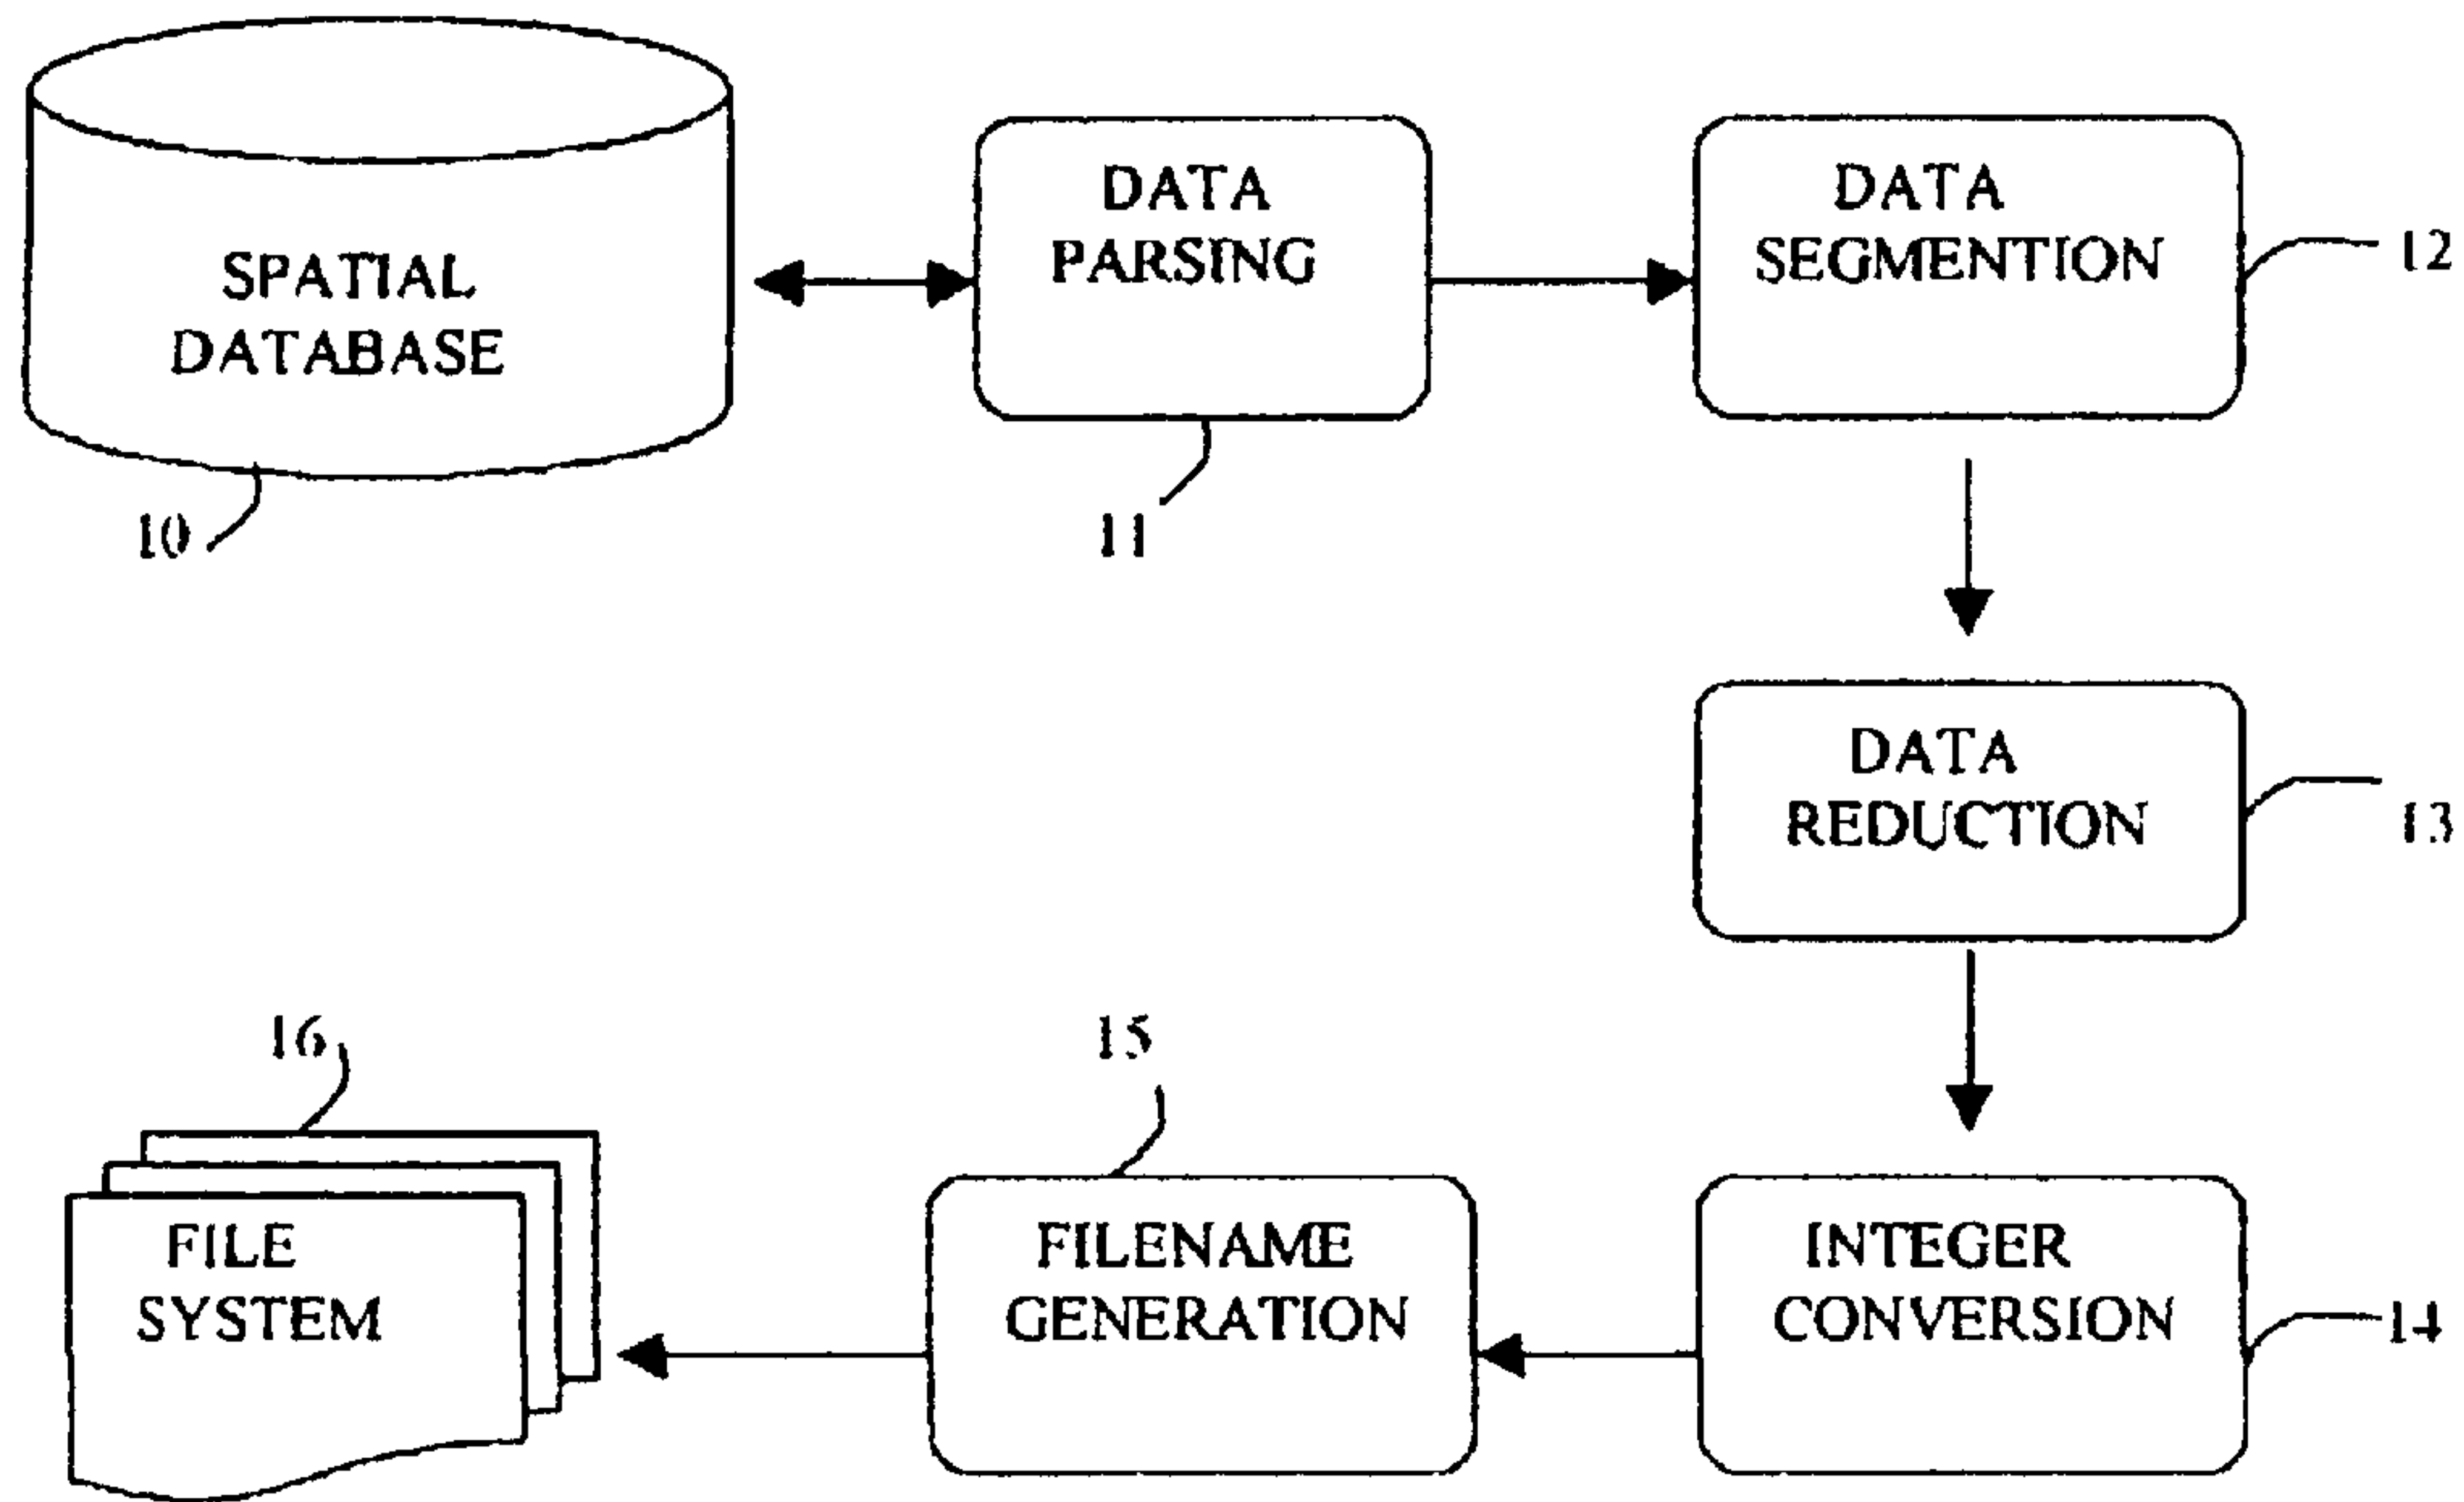 SPATIAL
DATABASE
10
DATA
PARSING
11
DATA
SEGMENTION
12
DATA
REDUCTION
13
INTEGER
CONVERSION
14
FILENAME
GENERATION
15
FILE
SYSTEM
16